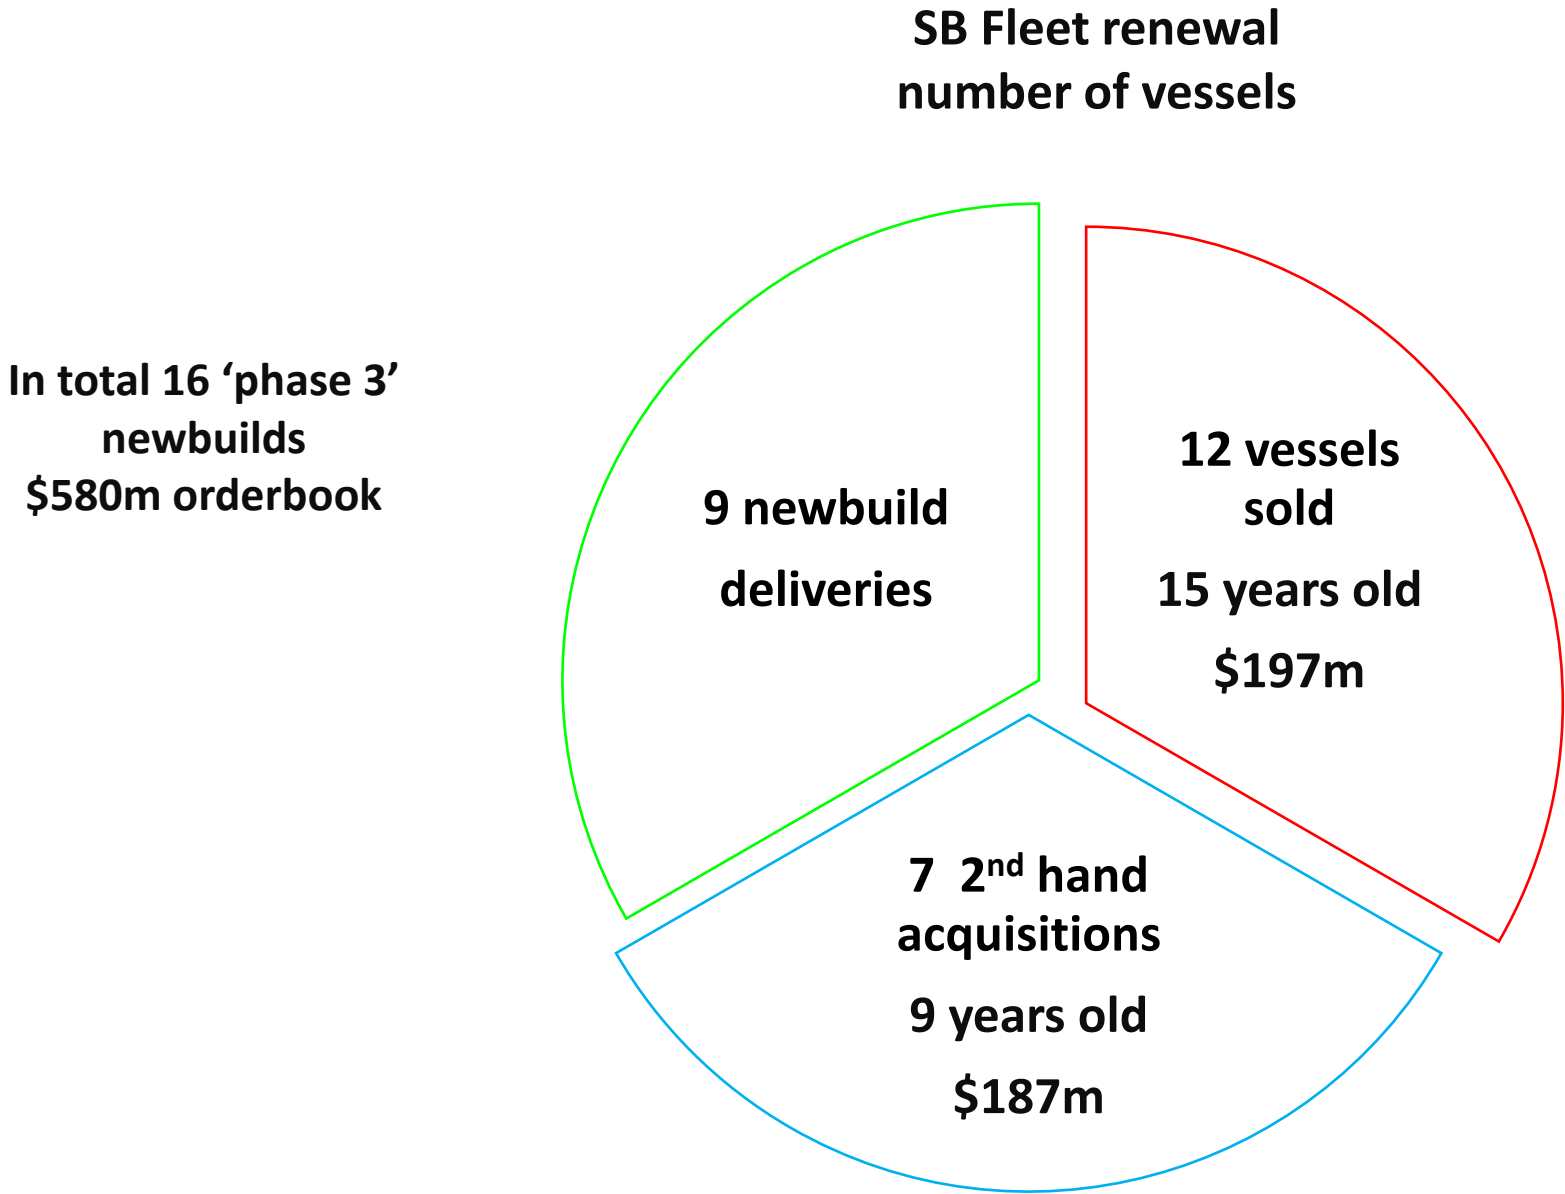 SB Fleet renewal
number of vessels
In total 16 ‘phase 3’
newbuilds
$580m orderbook
9 newbuild
deliveries
12 vessels
sold
15 years old
$197m
7  2nd hand
acquisitions
9 years old
$187m